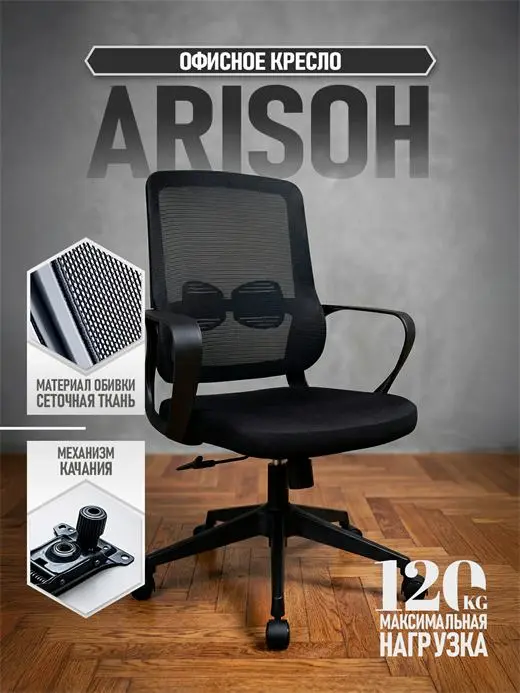 ОФИСНОЕ КРЕСЛО
ARISOH
МАТЕРИАЛ ОБИВКИ
СЕТОЧНАЯ ТКАНЬ
МЕХАНИЗМ
КАЧАНИЯ
120 KG
МАКСИМАЛЬНАЯ
НАГРУЗКА